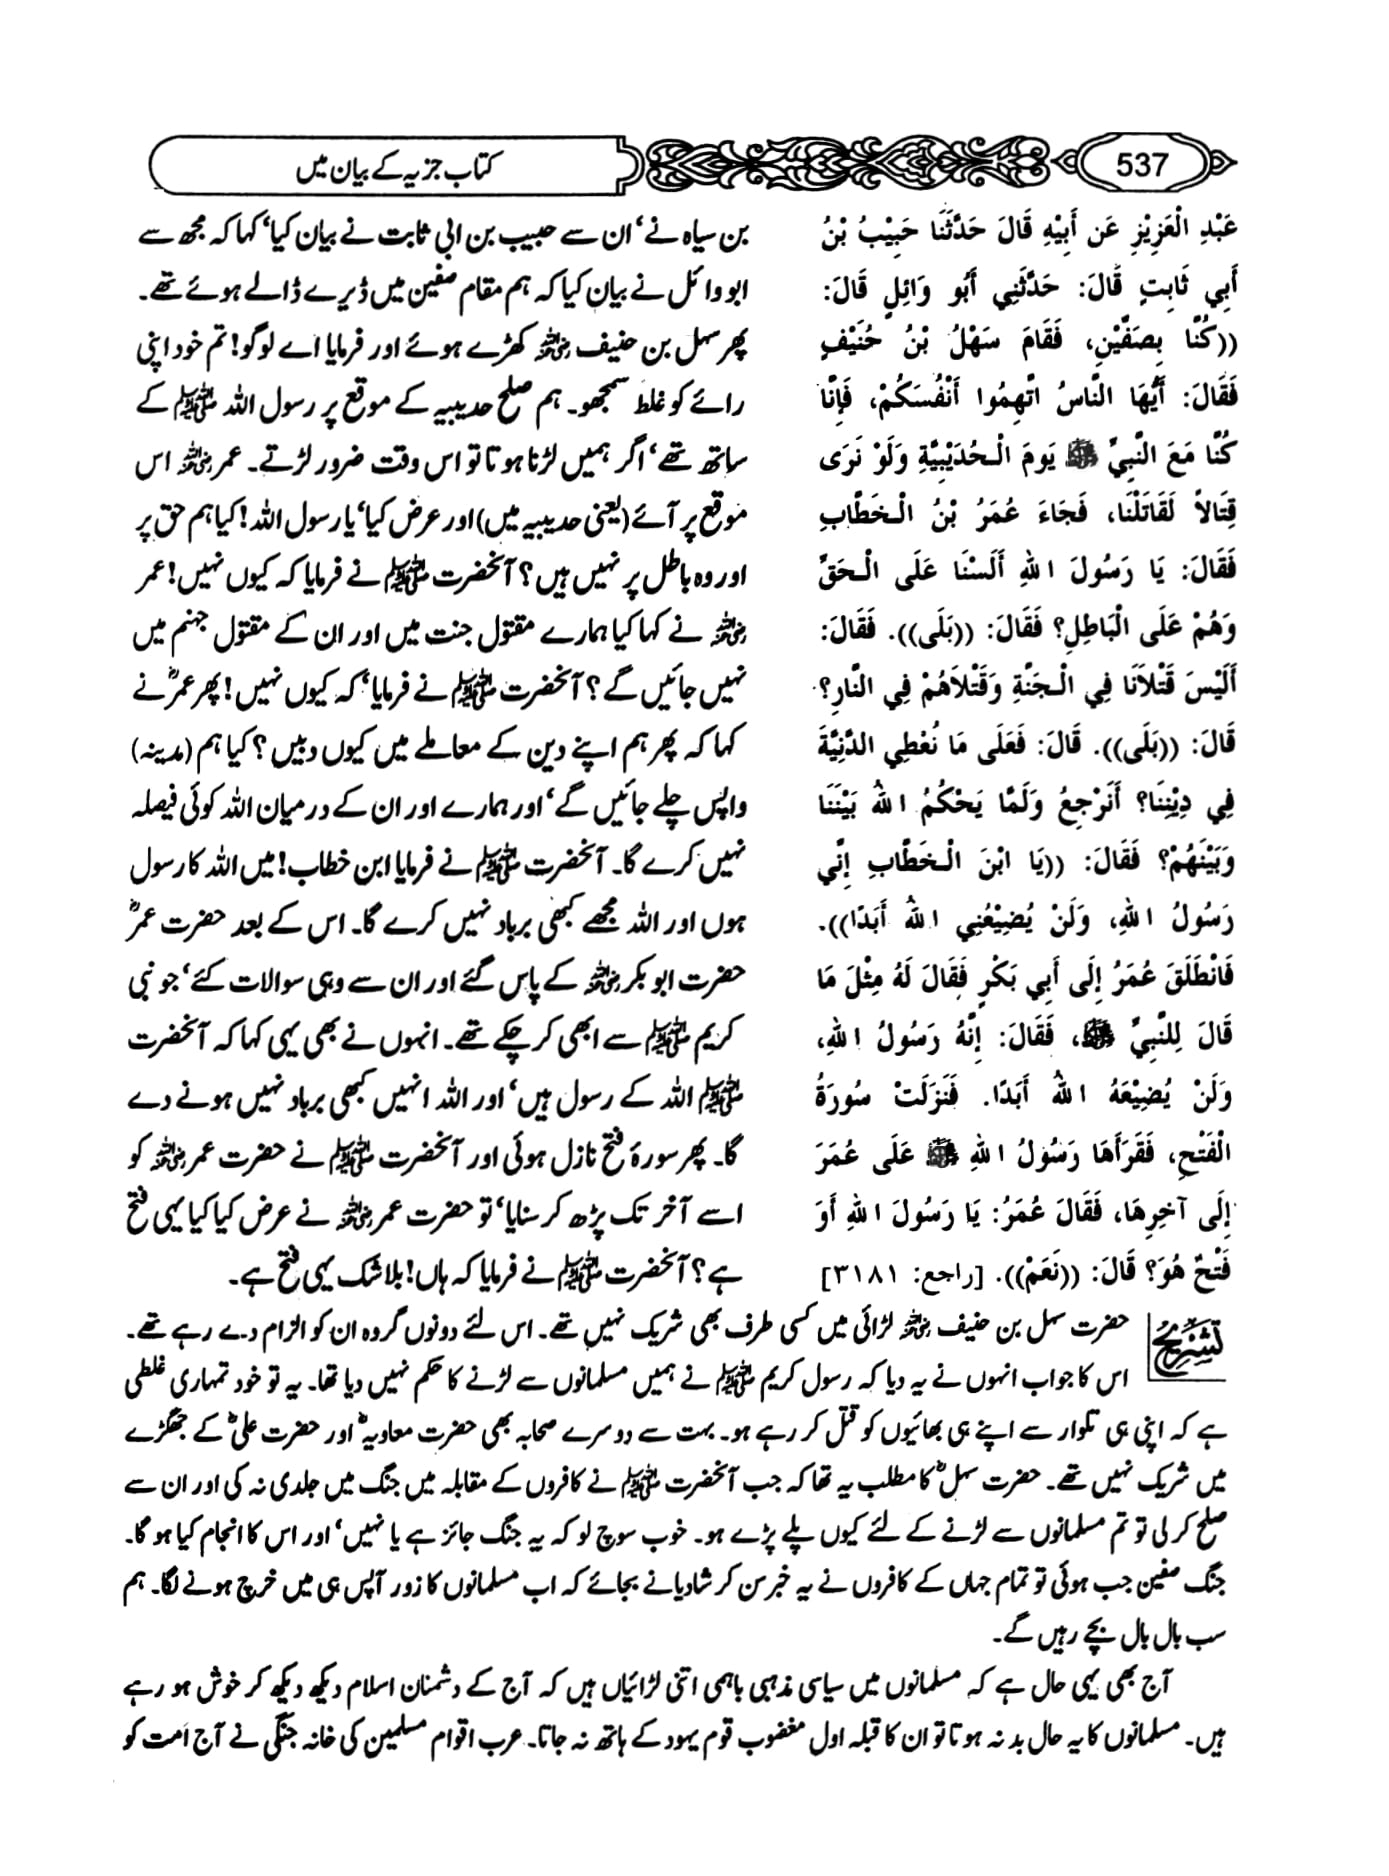 537
کتاب جزیہ کے بیان میں
عَبْدِ الْعَزِيْزِ عَنْ أَبِيْهِ قَالَ حَدَّثَنَا حَبِيْبُ بْنُ
أَبِي ثَابِتٍ قَالَ: حَدَّثَنِي أَبُو وَائِلٍ قَالَ:
((كُنَّا بِصَفَّيْنِ، فَقَامَ سَهْلُ بْنُ حُنَيْفٍ
فَقَالَ: أَيُّهَا النَّاسُ اتَّهِمُوا أَنْفُسَكُمْ، فَإِنَّا
كُنَّا مَعَ النَّبِيِّ ﷺ يَومَ الْحُدَيْبِيَّةِ وَلَوْ نَرَى
قِتَالاً لَقَاتَلْنَا، فَجَاءَ عُمَرُ بْنُ الْخَطَّابِ
فَقَالَ: يَا رَسُولَ اللهِ أَلَسْنَا عَلَى الْحَقِّ
وَهُمْ عَلَى الْبَاطِلِ؟ فَقَالَ: ((بَلَى)). فَقَالَ:
أَلَيْسَ قَتْلاَنَا فِي الْجَنَّةِ وَقَتْلاَهُمْ فِي النَّارِ؟
قَالَ: ((بَلَى)). قَالَ: فَعَلَى مَا نُعْطِي الدَّنِيَّةَ
فِي دِيْنِنَا؟ أَنَرْجِعُ وَلَمَّا يَحْكُمُ اللهُ بَيْنَنَا
وَبَيْنَهُمْ؟ فَقَالَ: ((يَا ابْنَ الْخَطَّابِ إِنِّي
رَسُولُ اللهِ، وَلَنْ يُضِيْعُنِي اللهُ أَبَدًا)).
فَانْطَلَقَ عُمَرُ إِلَى أَبِي بَكْرٍ فَقَالَ لَهُ مِثْلَ مَا
قَالَ لِلنَّبِيِّ ﷺ، فَقَالَ: إِنَّهُ رَسُولُ اللهِ،
وَلَنْ يُضِيْعَهُ اللهُ أَبَدًا. فَنَزَلَتْ سُورَةُ
الْفَتْحِ، فَقَرَأَهَا رَسُولُ اللهِ ﷺ عَلَى عُمَرَ
إِلَى آخِرِهَا، فَقَالَ عُمَرُ: يَا رَسُولَ اللهِ أَوَ
فَتْحٌ هُوَ؟ قَالَ: ((نَعَمْ)). [راجع: ٣١٨١]
بن سیاہ نے‘ ان سے حبیب بن ابی ثابت نے بیان کیا‘ کہا کہ مجھ سے
ابو وائل نے بیان کیا کہ ہم مقام صفین میں ڈیرے ڈالے ہوئے تھے۔
پھر سہل بن حنیف رضی اللہ عنہ کھڑے ہوئے اور فرمایا اے لوگو! تم خود اپنی
رائے کو غلط سمجھو۔ ہم صلح حدیبیہ کے موقع پر رسول اللہ ﷺ کے
ساتھ تھے‘ اگر ہمیں لڑنا ہوتا تو اس وقت ضرور لڑتے۔ عمر رضی اللہ عنہ اس
موقع پر آئے (یعنی حدیبیہ میں) اور عرض کیا‘ یا رسول اللہ! کیا ہم حق پر
اور وہ باطل پر نہیں ہیں؟ آنحضرت ﷺ نے فرمایا کہ کیوں نہیں! عمر
رضی اللہ عنہ نے کہا کیا ہمارے مقتول جنت میں اور ان کے مقتول جہنم میں
نہیں جائیں گے؟ آنحضرت ﷺ نے فرمایا‘ کہ کیوں نہیں! پھر عمرؓ نے
کہا کہ پھر ہم اپنے دین کے معاملے میں کیوں دبیں؟ کیا ہم (مدینہ)
واپس چلے جائیں گے‘ اور ہمارے اور ان کے درمیان اللہ کوئی فیصلہ
نہیں کرے گا۔ آنحضرت ﷺ نے فرمایا ابن خطاب! میں اللہ کا رسول
ہوں اور اللہ مجھے کبھی برباد نہیں کرے گا۔ اس کے بعد حضرت عمرؓ
حضرت ابوبکر رضی اللہ عنہ کے پاس گئے اور ان سے وہی سوالات کئے‘ جو نبی
کریم ﷺ سے ابھی کر چکے تھے۔ انہوں نے بھی یہی کہا کہ آنحضرت
ﷺ اللہ کے رسول ہیں‘ اور اللہ انہیں کبھی برباد نہیں ہونے دے
گا۔ پھر سورۂ فتح نازل ہوئی اور آنحضرت ﷺ نے حضرت عمر رضی اللہ عنہ کو
اسے آخر تک پڑھ کر سنایا‘ تو حضرت عمر رضی اللہ عنہ نے عرض کیا کیا یہی فتح
ہے؟ آنحضرت ﷺ نے فرمایا کہ ہاں! بلا شک یہی فتح ہے۔
تشریح
حضرت سہل بن حنیف رضی اللہ عنہ لڑائی میں کسی طرف بھی شریک نہیں تھے۔ اس لئے دونوں گروہ ان کو الزام دے رہے تھے۔
اس کا جواب انہوں نے یہ دیا کہ رسول کریم ﷺ نے ہمیں مسلمانوں سے لڑنے کا حکم نہیں دیا تھا۔ یہ تو خود تمہاری غلطی
ہے کہ اپنی ہی تلوار سے اپنے ہی بھائیوں کو قتل کر رہے ہو۔ بہت سے دوسرے صحابہ بھی حضرت معاویہؓ اور حضرت علیؓ کے جھگڑے
میں شریک نہیں تھے۔ حضرت سہلؓ کا مطلب یہ تھا کہ جب آنحضرت ﷺ نے کافروں کے مقابلہ میں جنگ میں جلدی نہ کی اور ان سے
صلح کر لی تو تم مسلمانوں سے لڑنے کے لئے کیوں پلے پڑے ہو۔ خوب سوچ لو کہ یہ جنگ جائز ہے یا نہیں‘ اور اس کا انجام کیا ہو گا۔
جنگ صفین جب ہوئی تو تمام جہاں کے کافروں نے یہ خبر سن کر شادیانے بجائے کہ اب مسلمانوں کا زور آپس ہی میں خرچ ہونے لگا۔ ہم
سب بال بال بچے رہیں گے۔
آج بھی یہی حال ہے کہ مسلمانوں میں سیاسی مذہبی باہمی اتنی لڑائیاں ہیں کہ آج کے دشمنان اسلام دیکھ دیکھ کر خوش ہو رہے
ہیں۔ مسلمانوں کا یہ حال بد نہ ہوتا تو ان کا قبلہ اول مغضوب قوم یہود کے ہاتھ نہ جاتا۔ عرب اقوام مسلمین کی خانہ جنگی نے آج امت کو